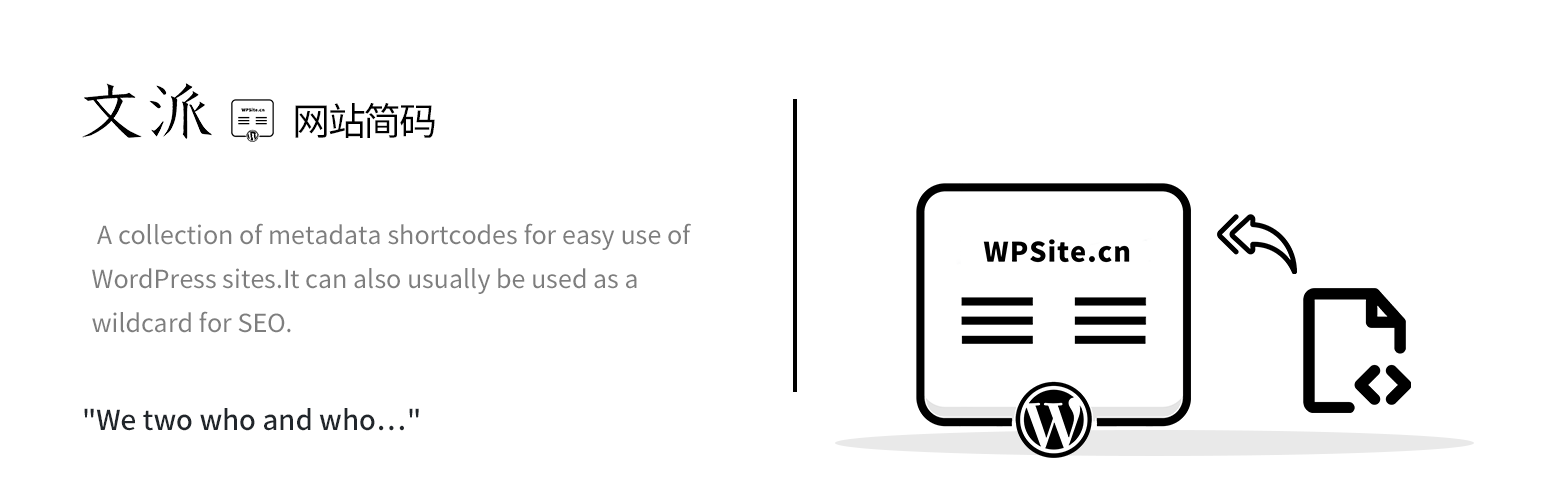 文派 WPSite.cn 网站简码
A collection of metadata shortcodes for easy use of
WordPress sites.It can also usually be used as a
wildcard for SEO.
"We two who and who…"
WPSite.cn
W